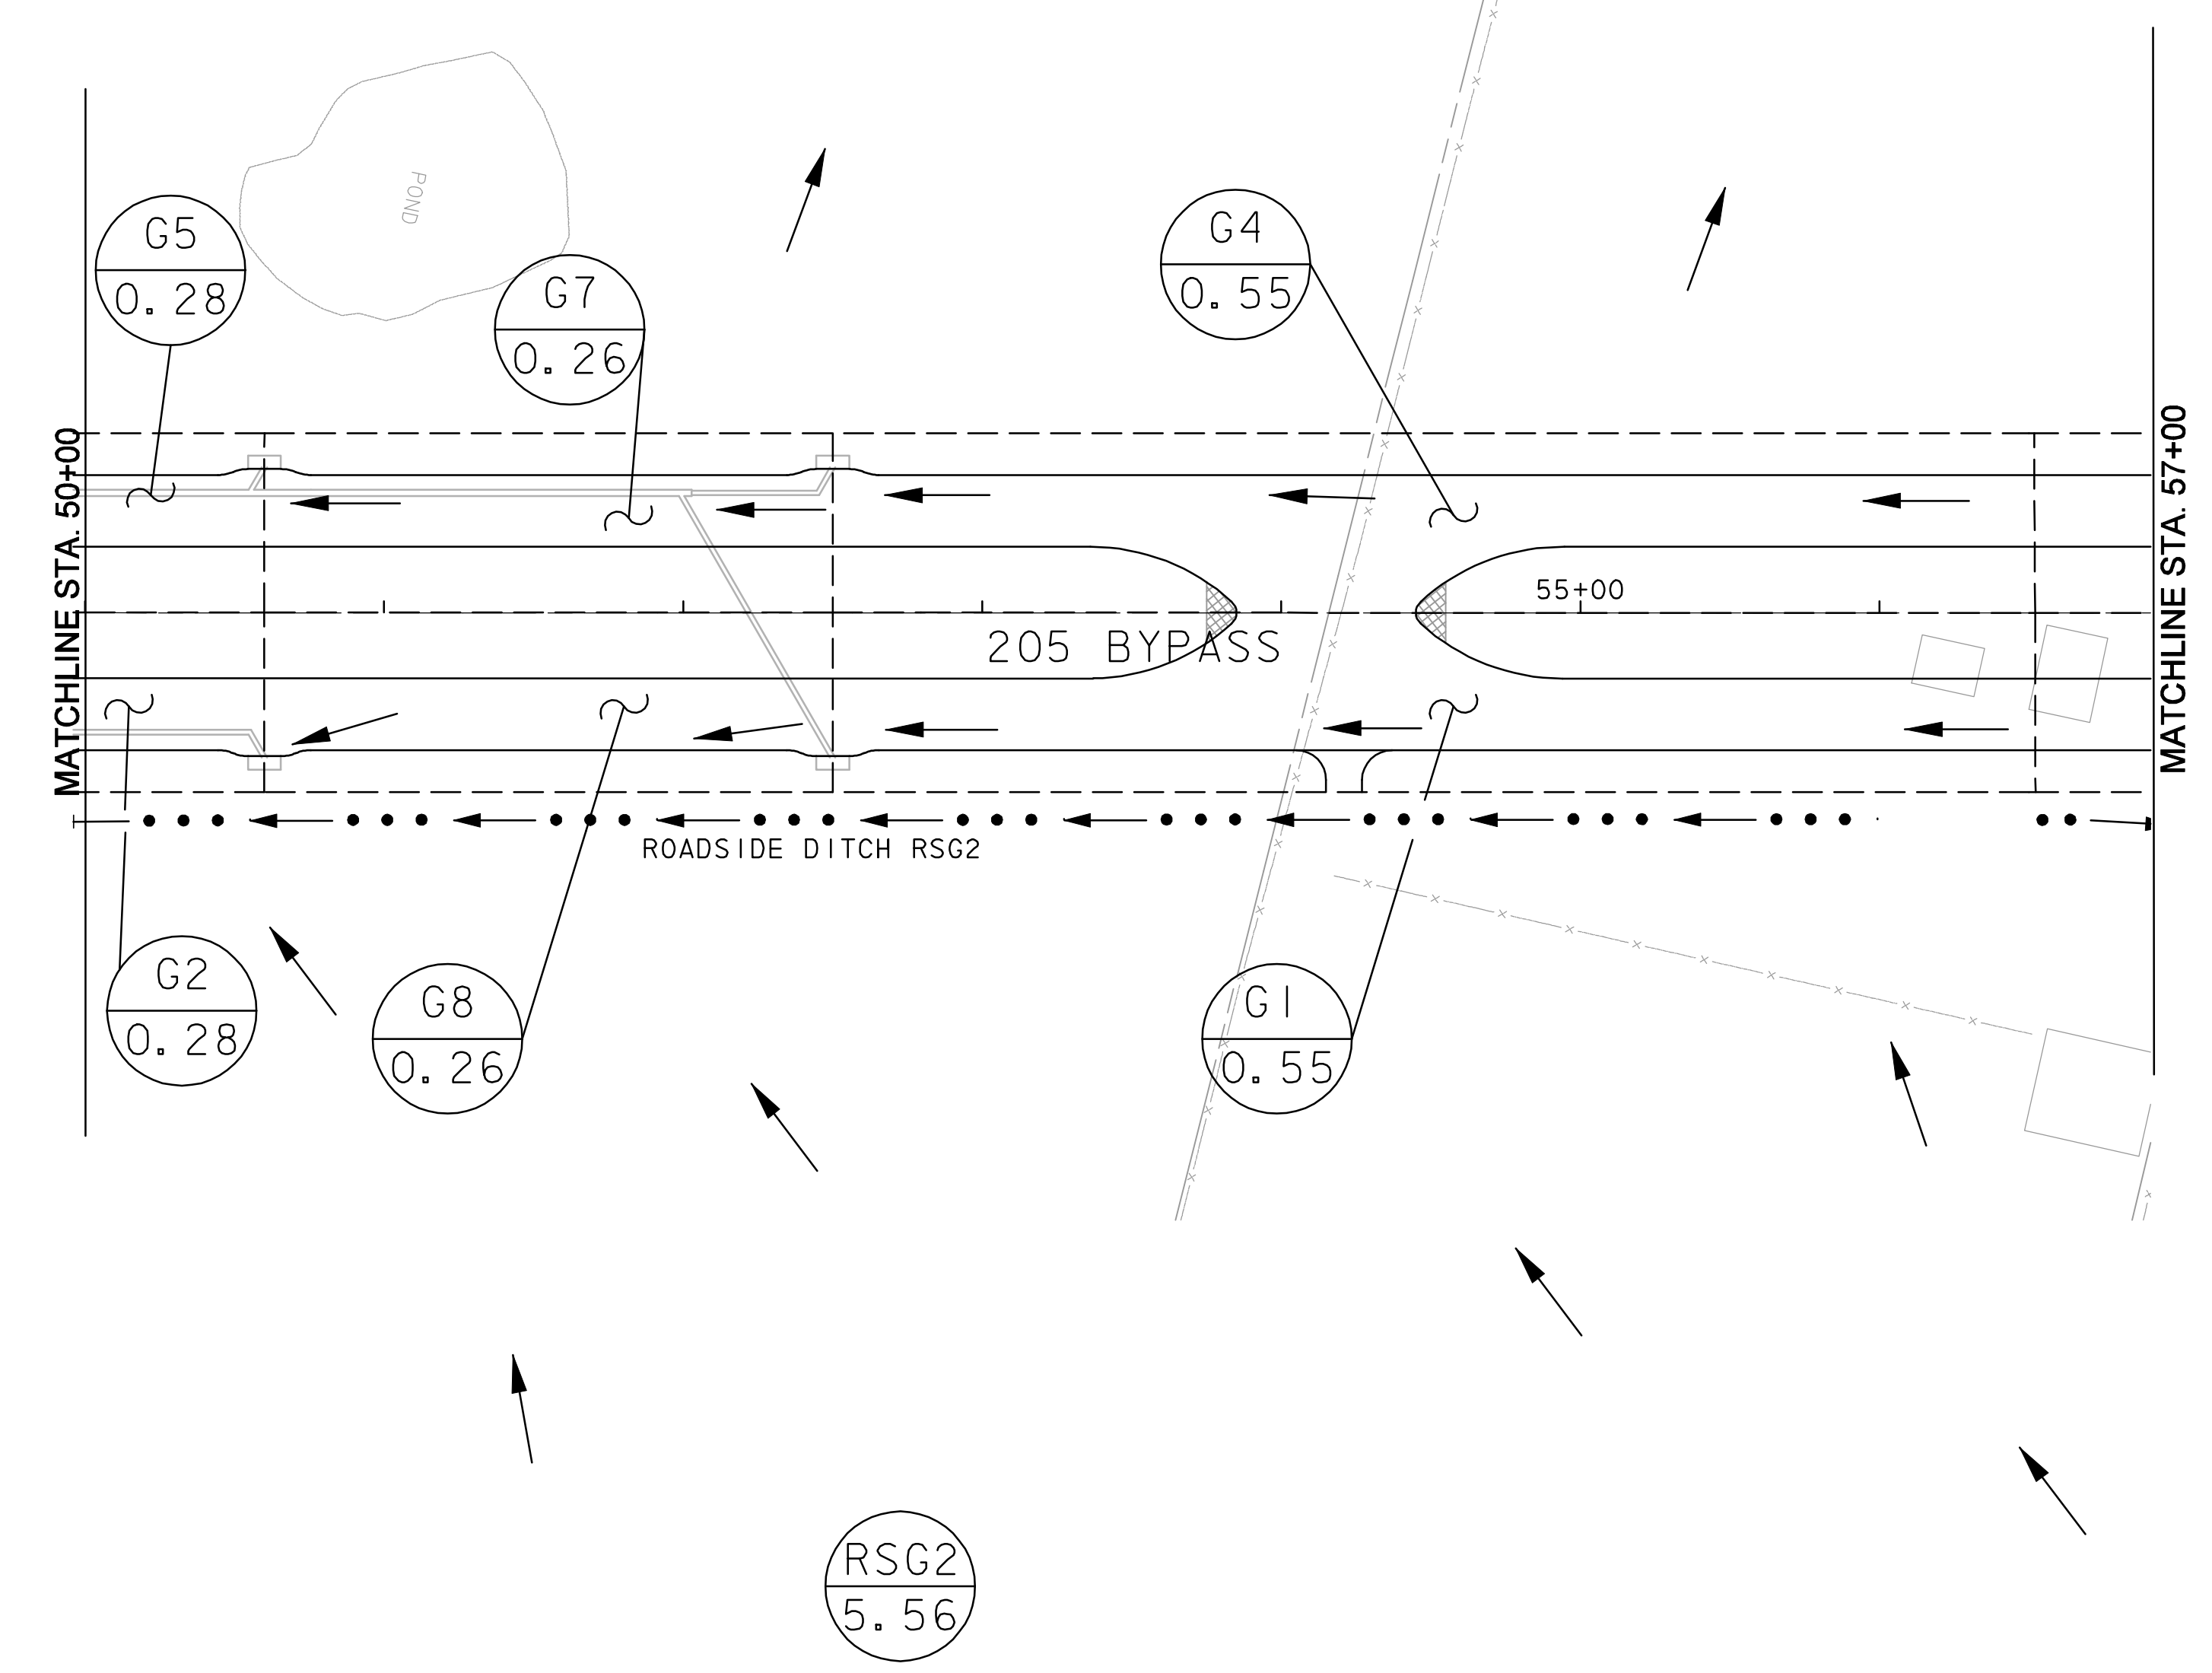 POND
G5
0.28
G7
0.26
G4
0.55
MATCHLINE STA. 50+00
MATCHLINE STA. 57+00
55+00
205 BYPASS
ROADSIDE DITCH RSG2
G2
0.28
G8
0.26
G1
0.55
RSG2
5.56